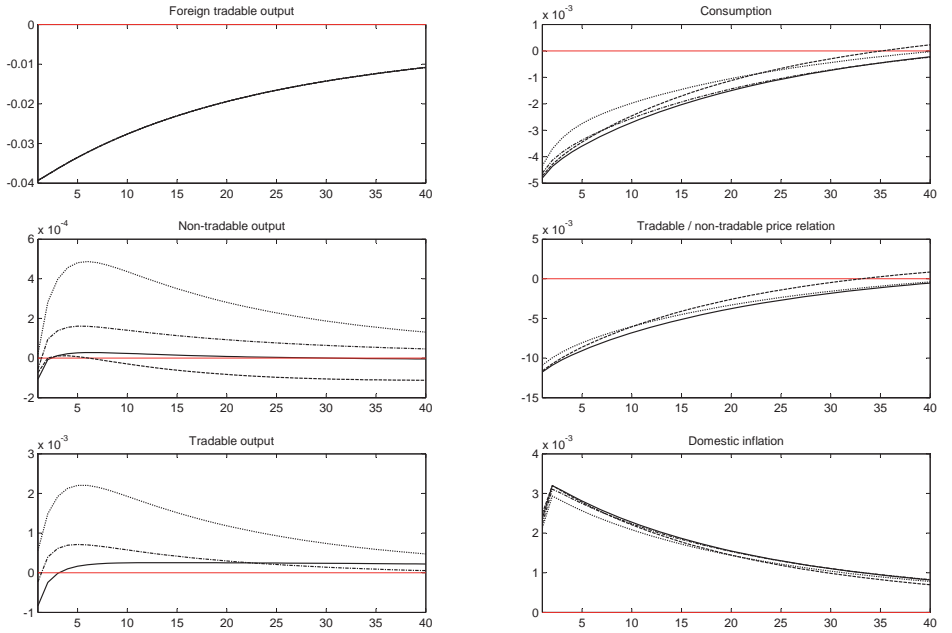 Foreign tradable output
0
-0.01
-0.02
-0.03
-0.04
5 10 15 20 25 30 35 40
Consumption
x 10^-3
1
0
-1
-2
-3
-4
-5
5 10 15 20 25 30 35 40
Non-tradable output
x 10^-4
6
4
2
0
-2
5 10 15 20 25 30 35 40
Tradable / non-tradable price relation
x 10^-3
5
0
-5
-10
-15
5 10 15 20 25 30 35 40
Tradable output
x 10^-3
3
2
1
0
-1
5 10 15 20 25 30 35 40
Domestic inflation
x 10^-3
4
3
2
1
0
5 10 15 20 25 30 35 40